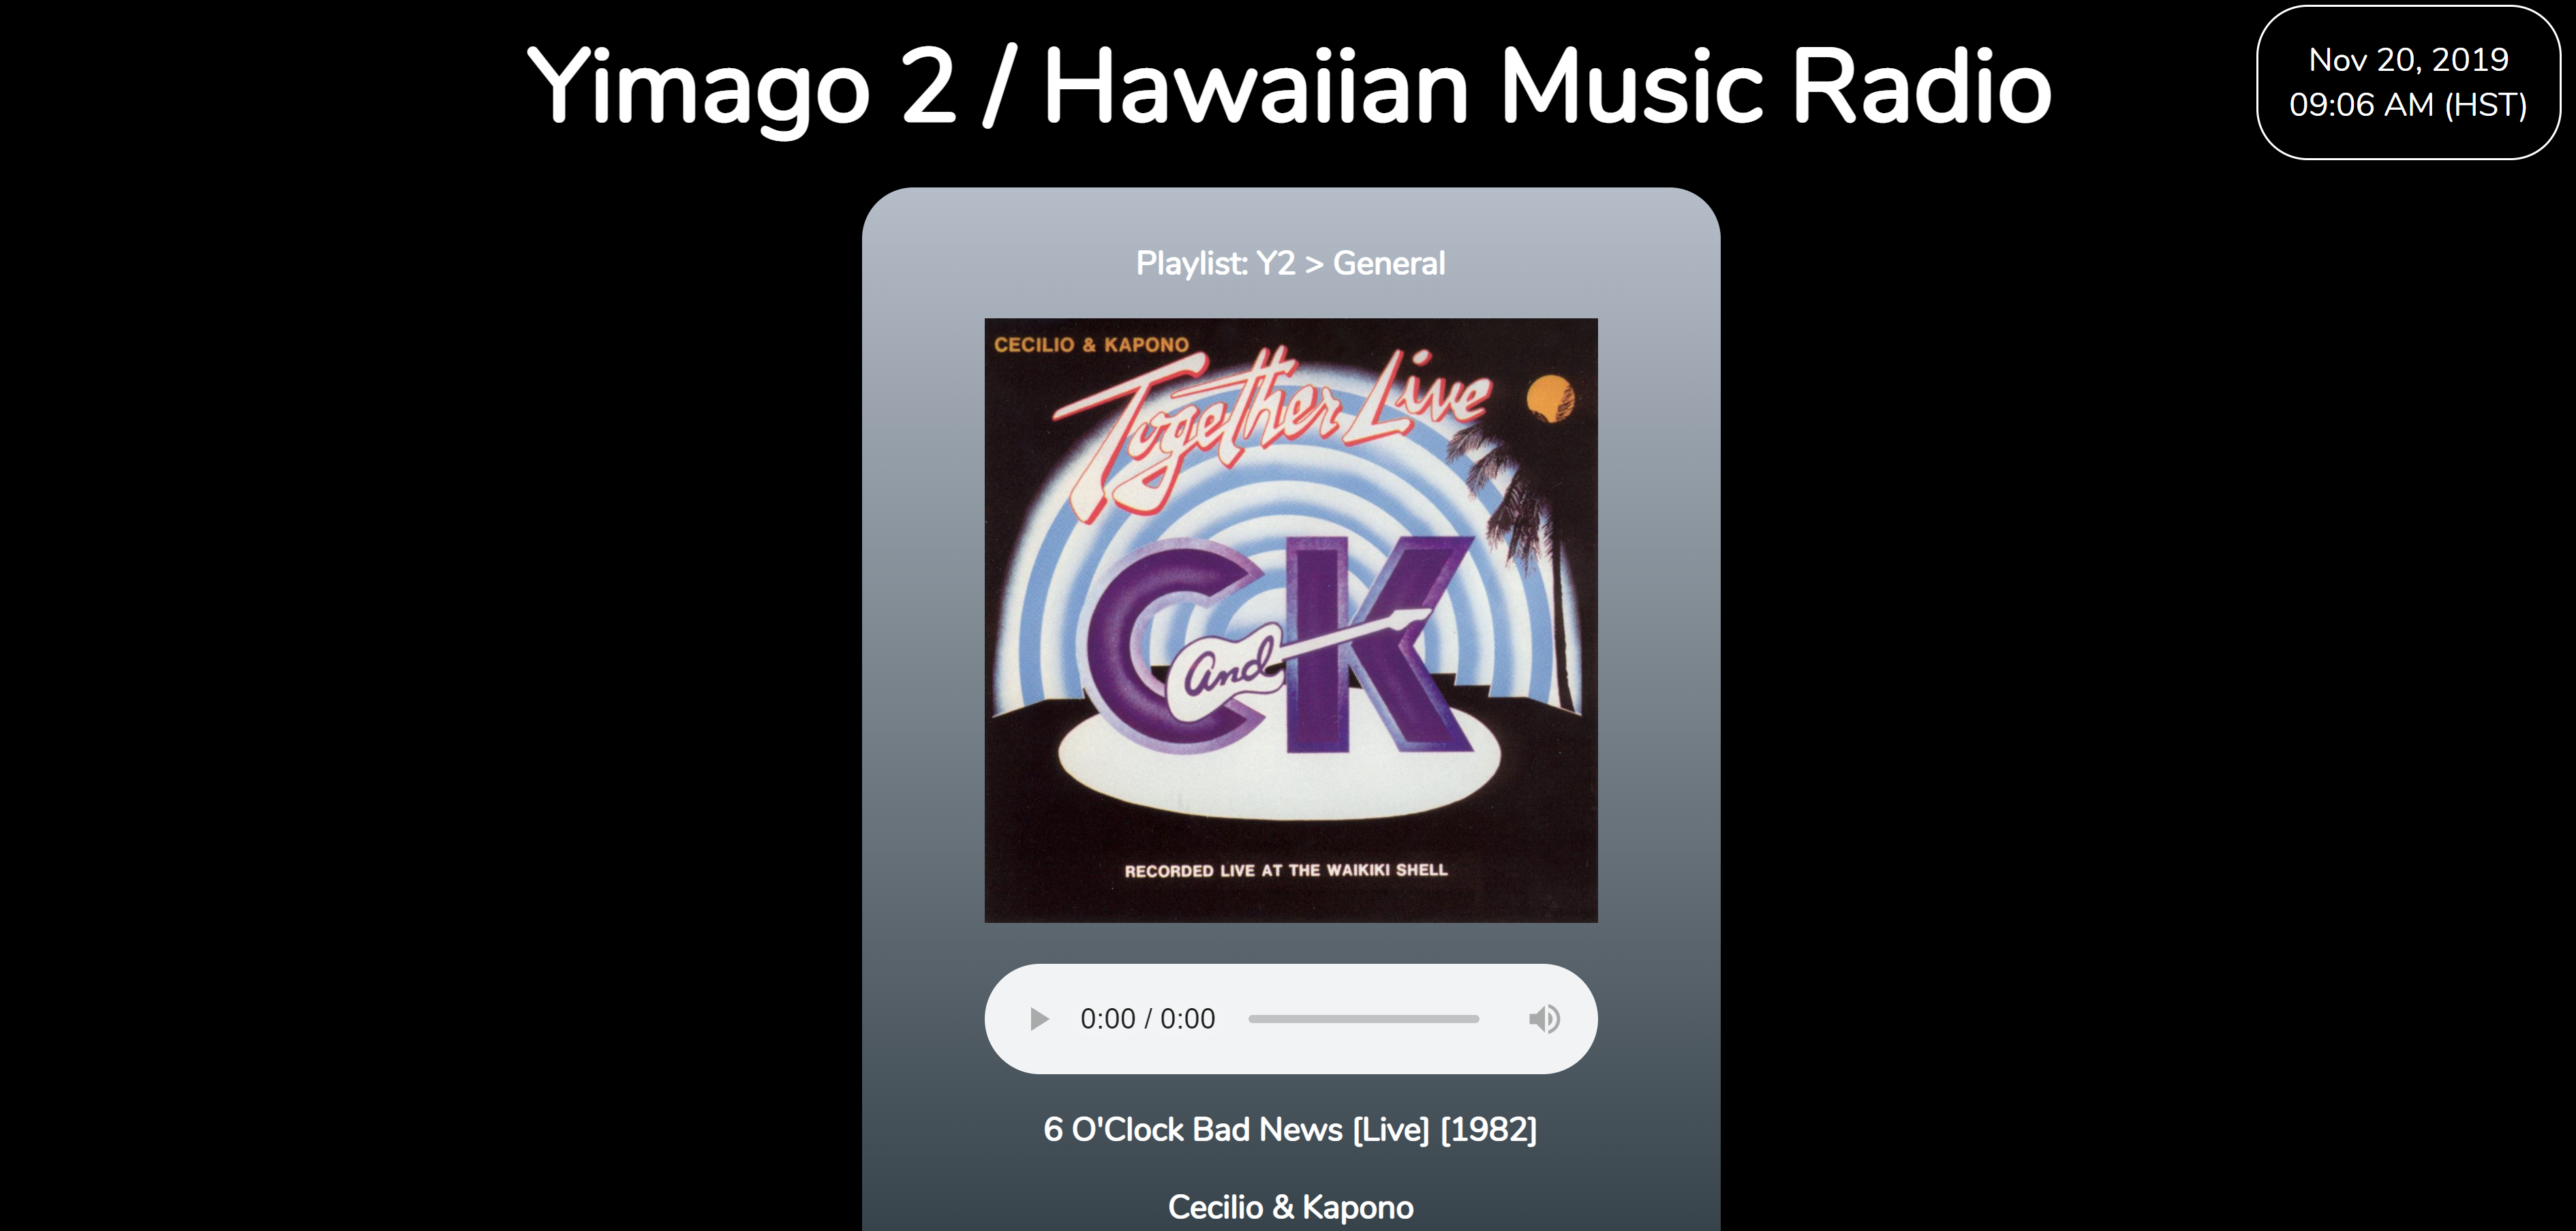 Yimago 2 / Hawaiian Music Radio
Nov 20, 2019
09:06 AM (HST)
Playlist: Y2 > General
CECILIO & KAPONO
Together Live
C and K
RECORDED LIVE AT THE WAIKIKI SHELL
0:00 / 0:00
6 O'Clock Bad News [Live] [1982]
Cecilio & Kapono